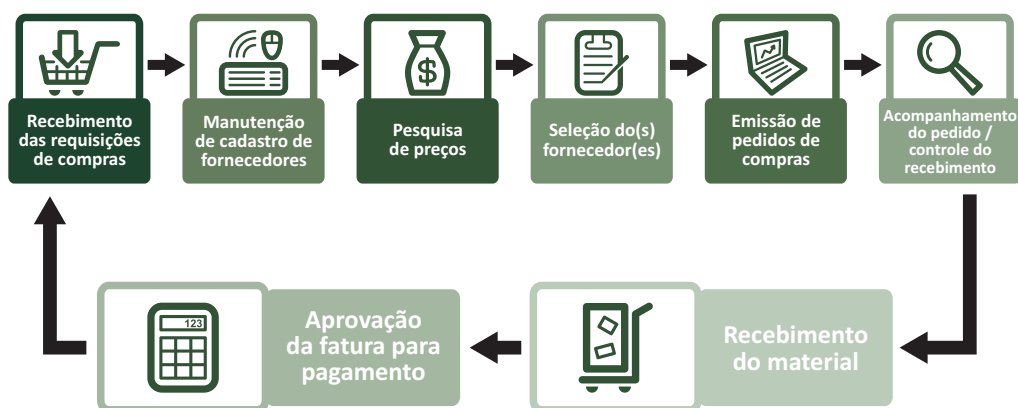 Recebimento
das requisições
de compras
Manutenção
de cadastro de
fornecedores
Pesquisa
de preços
$
Seleção do(s)
fornecedor(es)
Emissão de
pedidos de
compras
Acompanhamento
do pedido /
controle do
recebimento
Recebimento
do material
Aprovação
da fatura para
pagamento
123